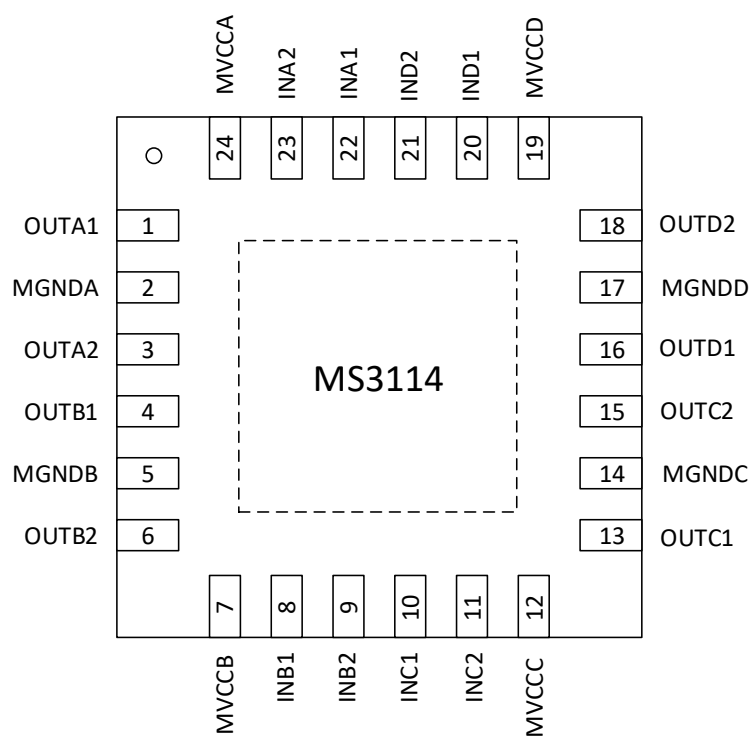 MVCCA
INA2
INA1
IND2
IND1
MVCCD
24
23
22
21
20
19
OUTA1 1
18 OUTD2
MGNDA 2
17 MGNDD
OUTA2 3
16 OUTD1
MS3114
OUTB1 4
15 OUTC2
MGNDB 5
14 MGNDC
OUTB2 6
13 OUTC1
7
8
9
10
11
12
MVCCB
INB1
INB2
INC1
INC2
MVCCC